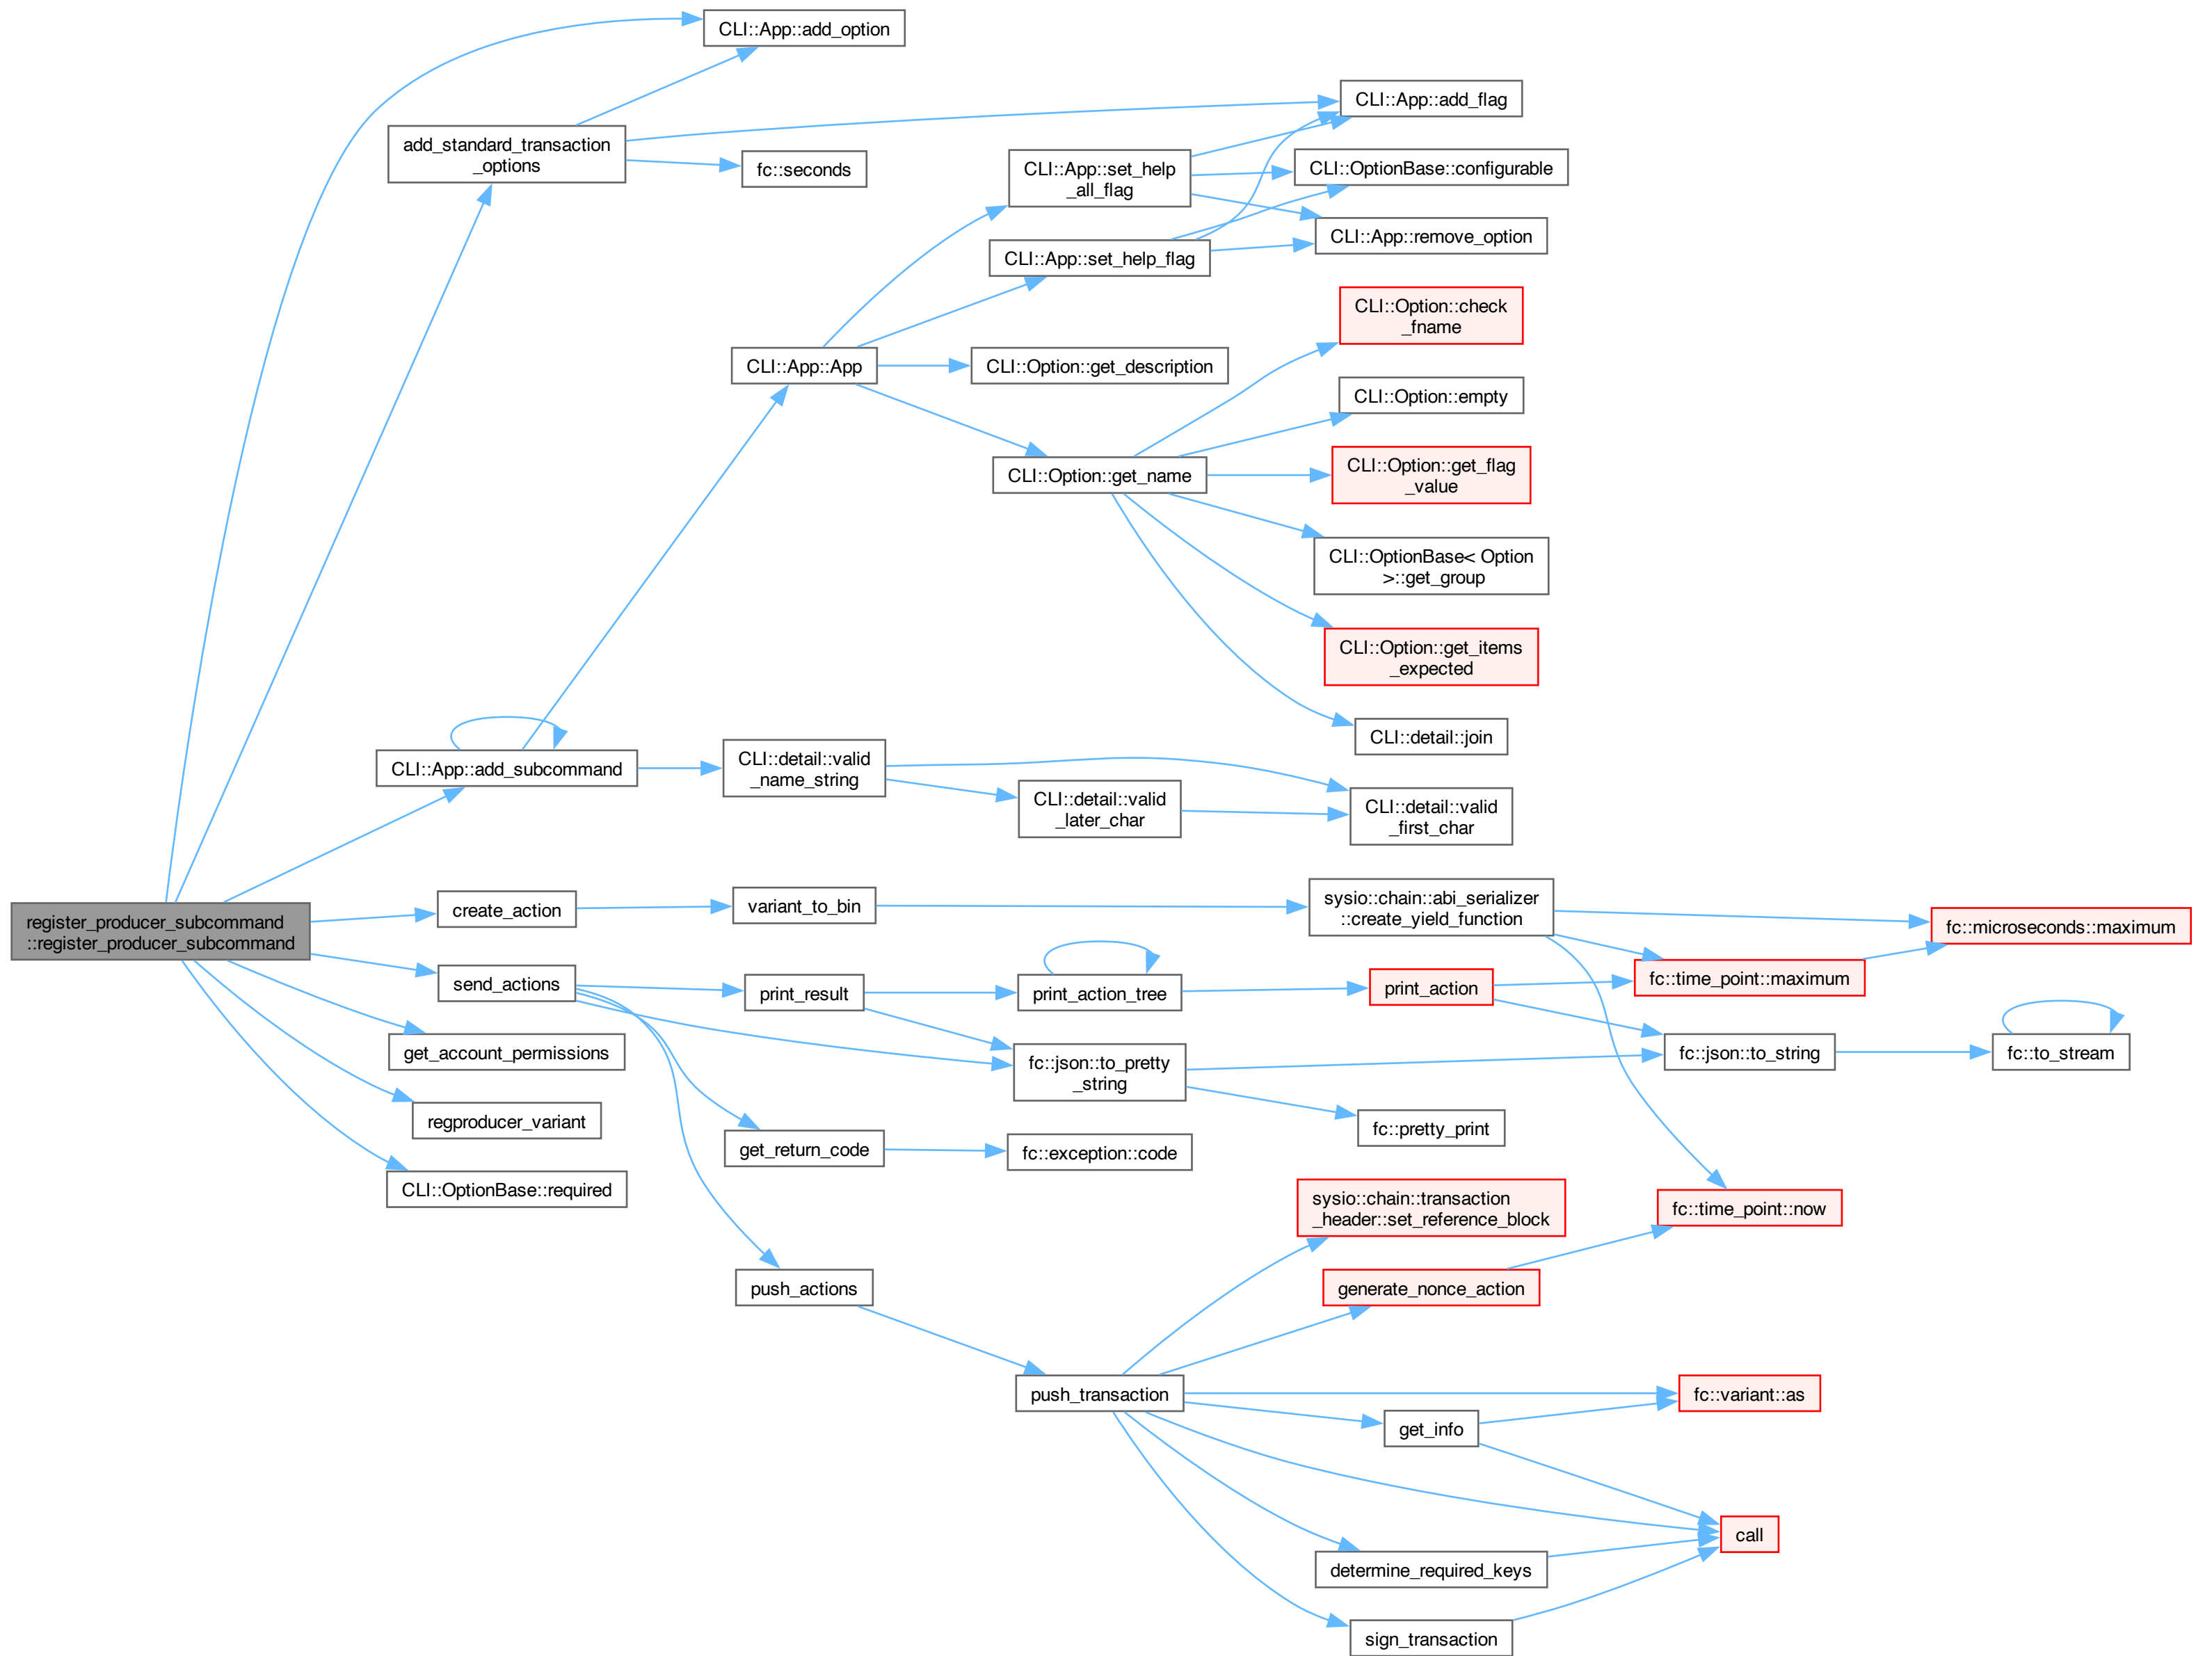 CLI::App::add_option
CLI::App::add_flag
add_standard_transaction
_options
fc::seconds
CLI::App::set_help
_all_flag
CLI::OptionBase::configurable
CLI::App::remove_option
CLI::App::set_help_flag
CLI::Option::check
_fname
CLI::App::App
CLI::Option::get_description
CLI::Option::empty
CLI::Option::get_name
CLI::Option::get_flag
_value
CLI::OptionBase< Option
>::get_group
CLI::Option::get_items
_expected
CLI::detail::join
CLI::App::add_subcommand
CLI::detail::valid
_name_string
CLI::detail::valid
_later_char
CLI::detail::valid
_first_char
register_producer_subcommand
::register_producer_subcommand
create_action
variant_to_bin
sysio::chain::abi_serializer
::create_yield_function
fc::microseconds::maximum
fc::time_point::maximum
send_actions
print_result
print_action_tree
print_action
get_account_permissions
fc::json::to_pretty
_string
fc::json::to_string
fc::to_stream
regproducer_variant
fc::pretty_print
get_return_code
fc::exception::code
CLI::OptionBase::required
sysio::chain::transaction
_header::set_reference_block
fc::time_point::now
push_actions
generate_nonce_action
push_transaction
fc::variant::as
get_info
call
determine_required_keys
sign_transaction